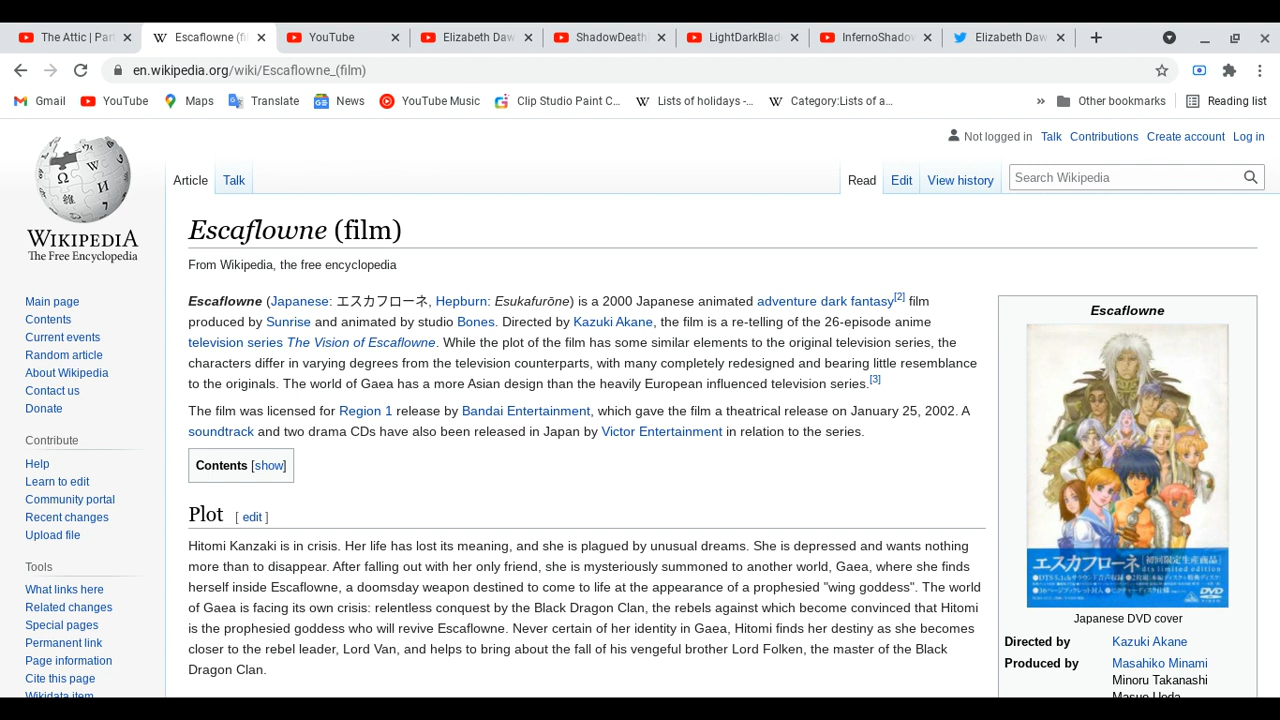 The Attic | Par
Escaflowne (fil
YouTube
Elizabeth Daw
ShadowDeath
LightDarkBlad
InfernoShadow
Elizabeth Daw
en.wikipedia.org/wiki/Escaflowne_(film)
Gmail YouTube Maps Translate News YouTube Music Clip Studio Paint C... Lists of holidays -... Category:Lists of a... » Other bookmarks Reading list
Not logged in Talk Contributions Create account Log in
Article Talk Read Edit View history Search Wikipedia
WIKIPEDIA
The Free Encyclopedia
Main page
Contents
Current events
Random article
About Wikipedia
Contact us
Donate
Contribute
Help
Learn to edit
Community portal
Recent changes
Upload file
Tools
What links here
Related changes
Special pages
Permanent link
Page information
Cite this page
Wikidata item
Escaflowne (film)
From Wikipedia, the free encyclopedia
Escaflowne (Japanese: エスカフローネ, Hepburn: Esukafurōne) is a 2000 Japanese animated adventure dark fantasy[2] film
produced by Sunrise and animated by studio Bones. Directed by Kazuki Akane, the film is a re-telling of the 26-episode anime
television series The Vision of Escaflowne. While the plot of the film has some similar elements to the original television series, the
characters differ in varying degrees from the television counterparts, with many completely redesigned and bearing little resemblance
to the originals. The world of Gaea has a more Asian design than the heavily European influenced television series.[3]
The film was licensed for Region 1 release by Bandai Entertainment, which gave the film a theatrical release on January 25, 2002. A
soundtrack and two drama CDs have also been released in Japan by Victor Entertainment in relation to the series.
Contents [show]
Plot [ edit ]
Hitomi Kanzaki is in crisis. Her life has lost its meaning, and she is plagued by unusual dreams. She is depressed and wants nothing
more than to disappear. After falling out with her only friend, she is mysteriously summoned to another world, Gaea, where she finds
herself inside Escaflowne, a doomsday weapon destined to come to life at the appearance of a prophesied "wing goddess". The world
of Gaea is facing its own crisis: relentless conquest by the Black Dragon Clan, the rebels against which become convinced that Hitomi
is the prophesied goddess who will revive Escaflowne. Never certain of her identity in Gaea, Hitomi finds her destiny as she becomes
closer to the rebel leader, Lord Van, and helps to bring about the fall of his vengeful brother Lord Folken, the master of the Black
Dragon Clan.
Escaflowne
エスカフローネ [初回限定生産商品]
dts limited edition
DVD
Japanese DVD cover
Directed by Kazuki Akane
Produced by Masahiko Minami
Minoru Takanashi
Masuo Ueda